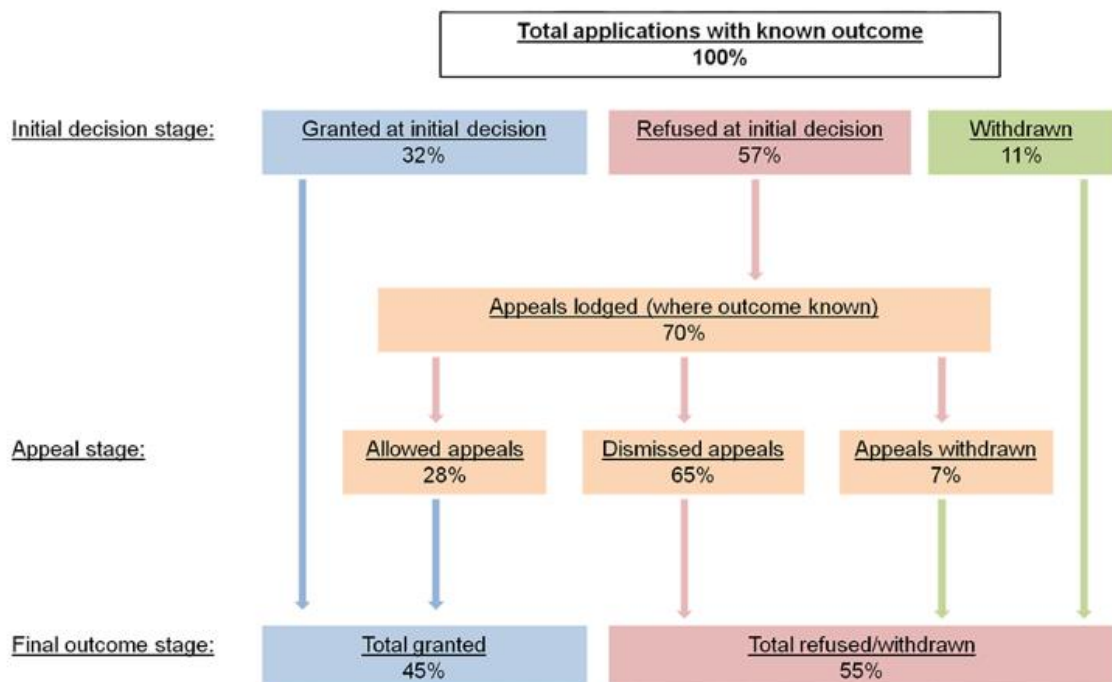 Total applications with known outcome
100%
Initial decision stage:
Granted at initial decision
32%
Refused at initial decision
57%
Withdrawn
11%
Appeals lodged (where outcome known)
70%
Appeal stage:
Allowed appeals
28%
Dismissed appeals
65%
Appeals withdrawn
7%
Final outcome stage:
Total granted
45%
Total refused/withdrawn
55%